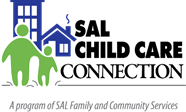 SAL
CHILD CARE
CONNECTION
A program of SAL Family and Community Services